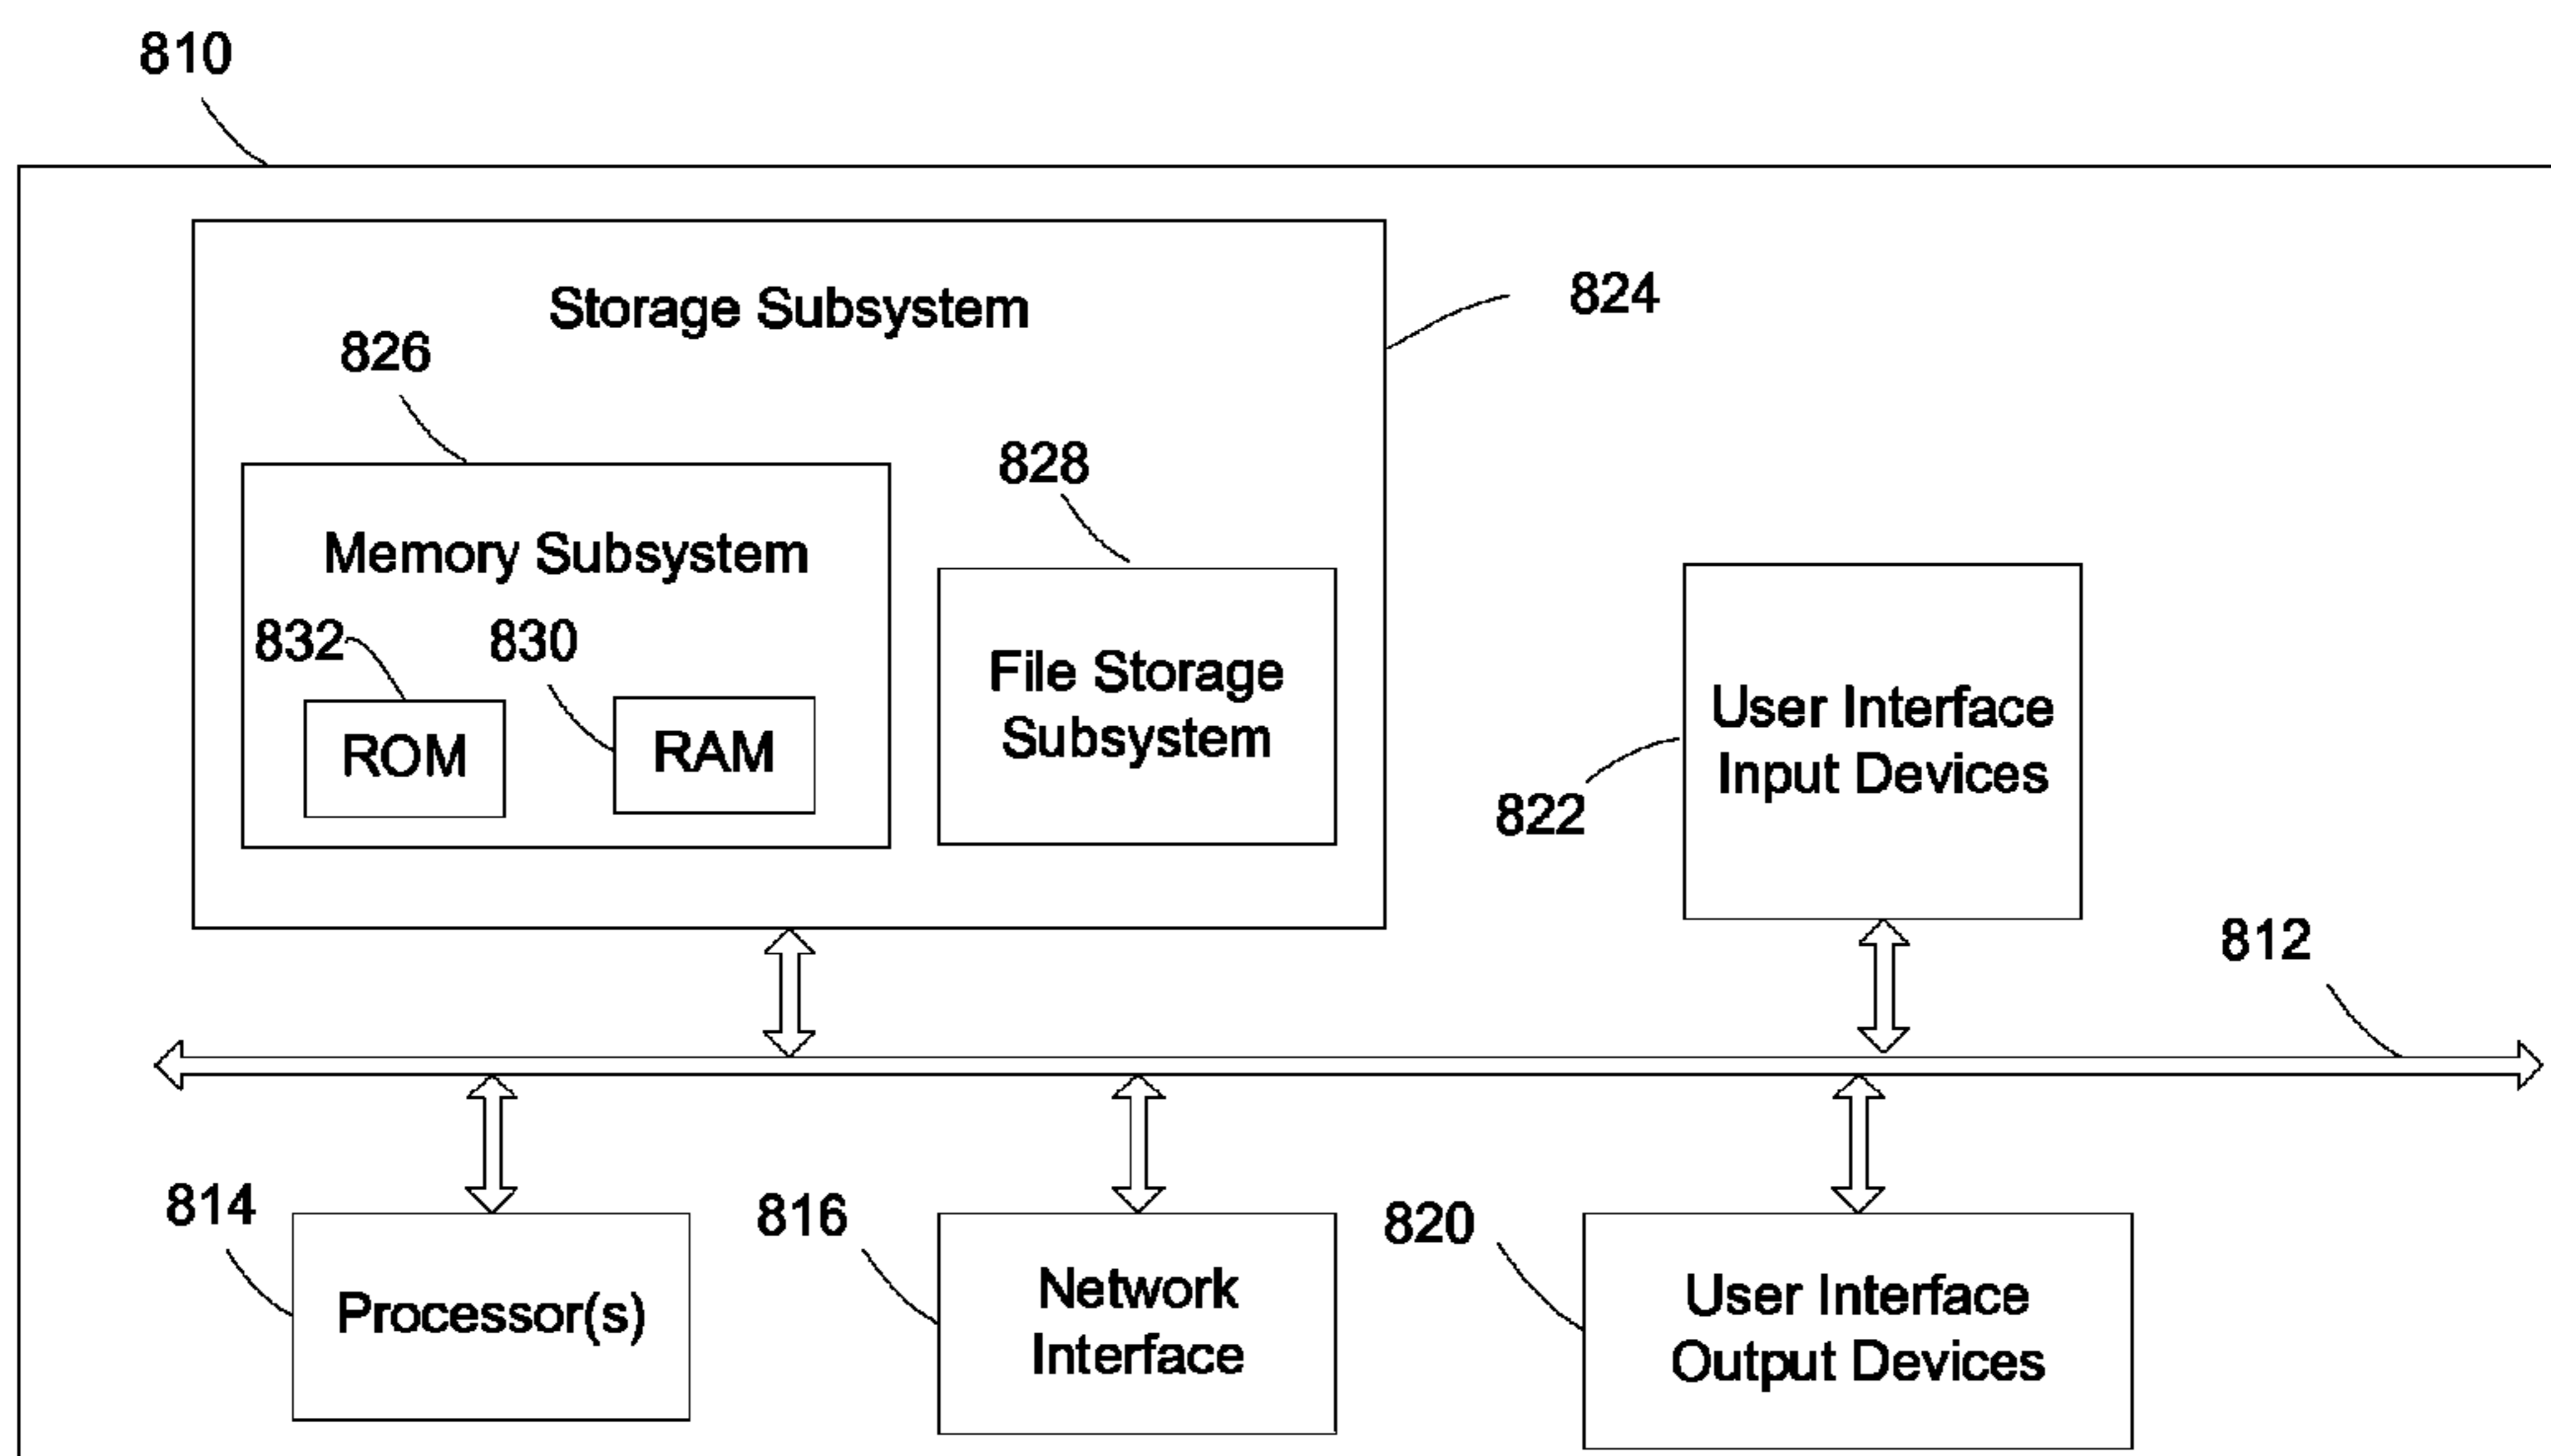 810
Storage Subsystem
824
826
828
Memory Subsystem
832
830
File Storage
Subsystem
ROM
RAM
User Interface
Input Devices
822
812
814
816
820
Processor(s)
Network
Interface
User Interface
Output Devices